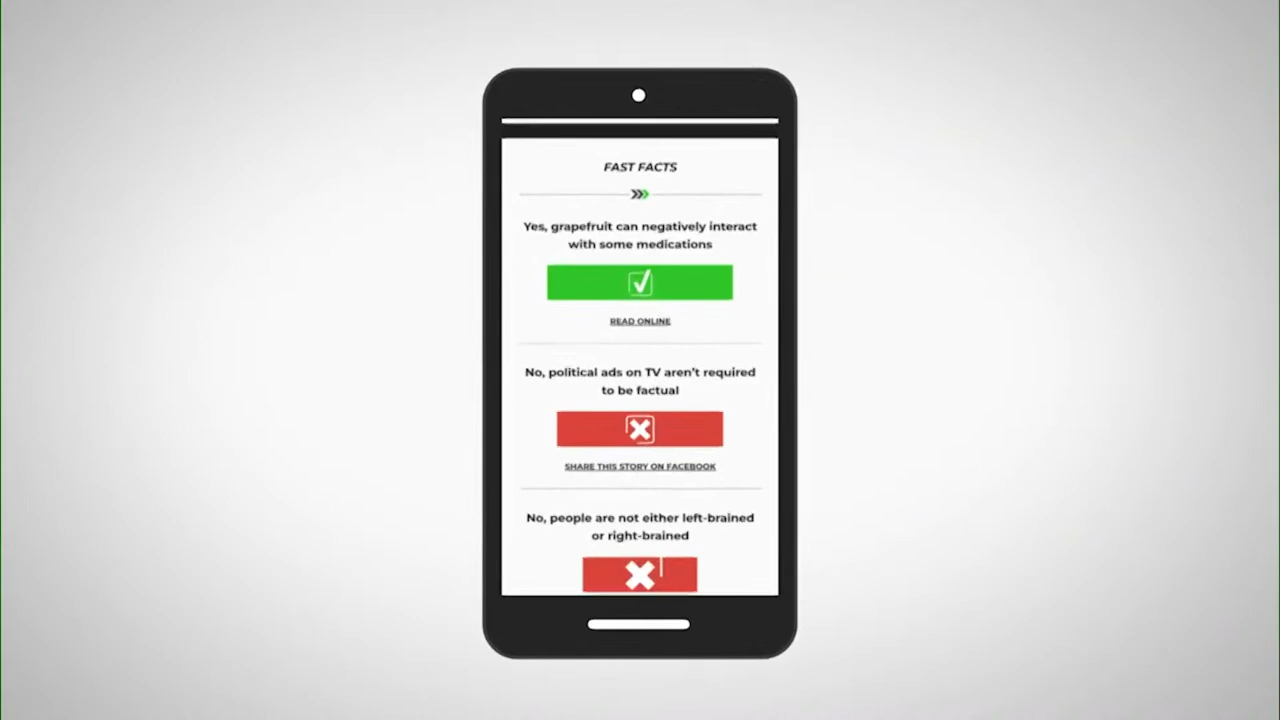 FAST FACTS
Yes, grapefruit can negatively interact
with some medications
READ ONLINE
No, political ads on TV aren't required
to be factual
SHARE THIS STORY ON FACEBOOK
No, people are not either left-brained
or right-brained